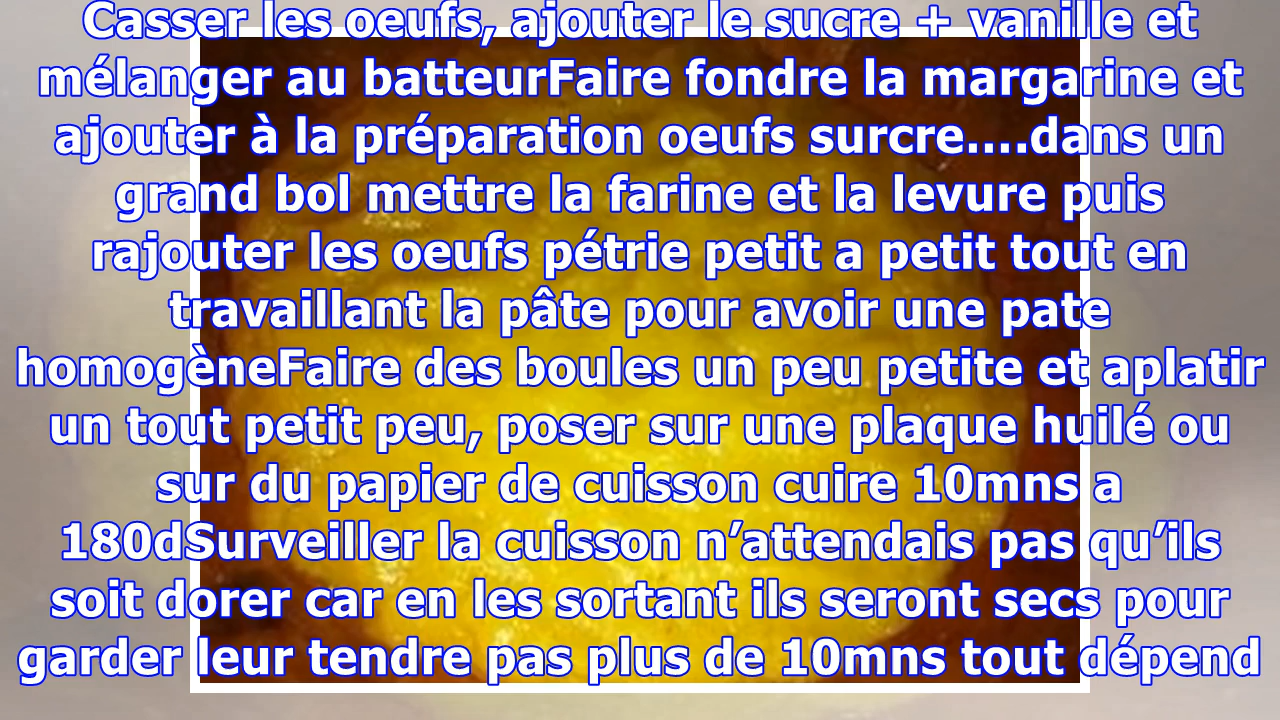 Casser les oeufs, ajouter le sucre + vanille et
mélanger au batteurFaire fondre la margarine et
ajouter à la préparation oeufs surcre....dans un
grand bol mettre la farine et la levure puis
rajouter les oeufs pétrie petit a petit tout en
travaillant la pâte pour avoir une pate
homogèneFaire des boules un peu petite et aplatir
un tout petit peu, poser sur une plaque huilé ou
sur du papier de cuisson cuire 10mns a
180dSurveiller la cuisson n’attendais pas qu’ils
soit dorer car en les sortant ils seront secs pour
garder leur tendre pas plus de 10mns tout dépend